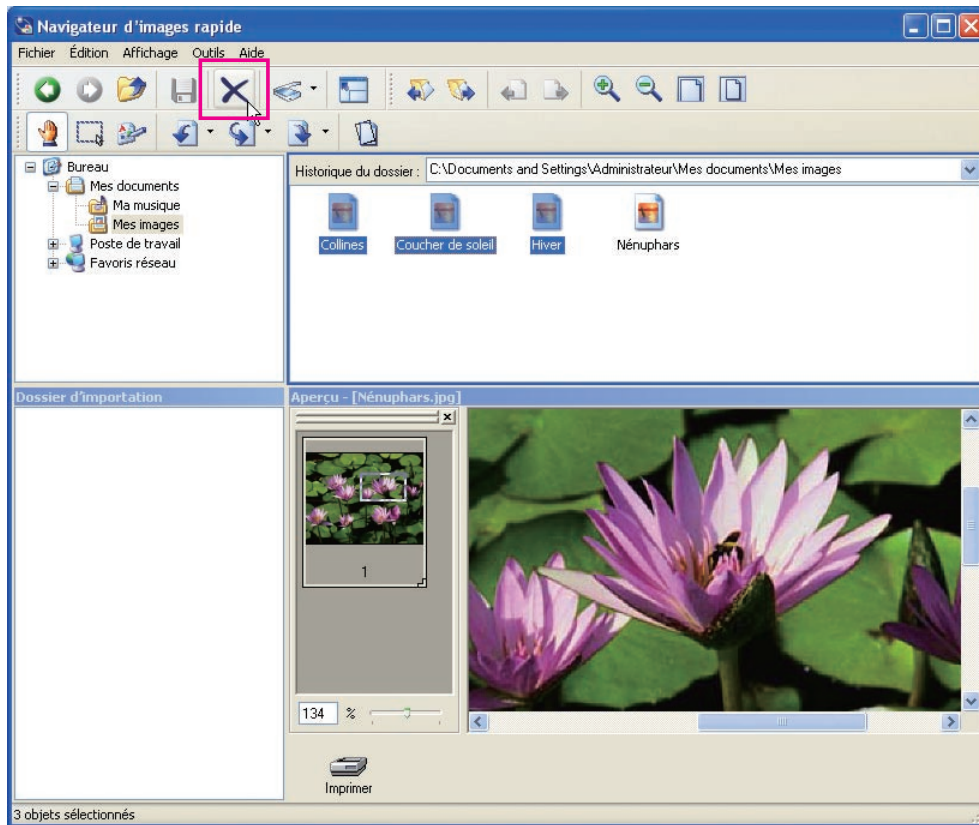 Navigateur d'images rapide
Fichier Édition Affichage Outils Aide
Bureau
Mes documents
Ma musique
Mes images
Poste de travail
Favoris réseau
Historique du dossier : C:\Documents and Settings\Administrateur\Mes documents\Mes images
Collines Coucher de soleil Hiver Nénuphars
Dossier d'importation
Aperçu - [Nénuphars.jpg]
1
134 %
Imprimer
3 objets sélectionnés